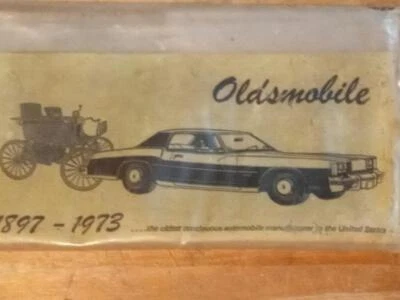 Oldsmobile
1897 - 1973
....the oldest continuous automobile manufacturer in the United States